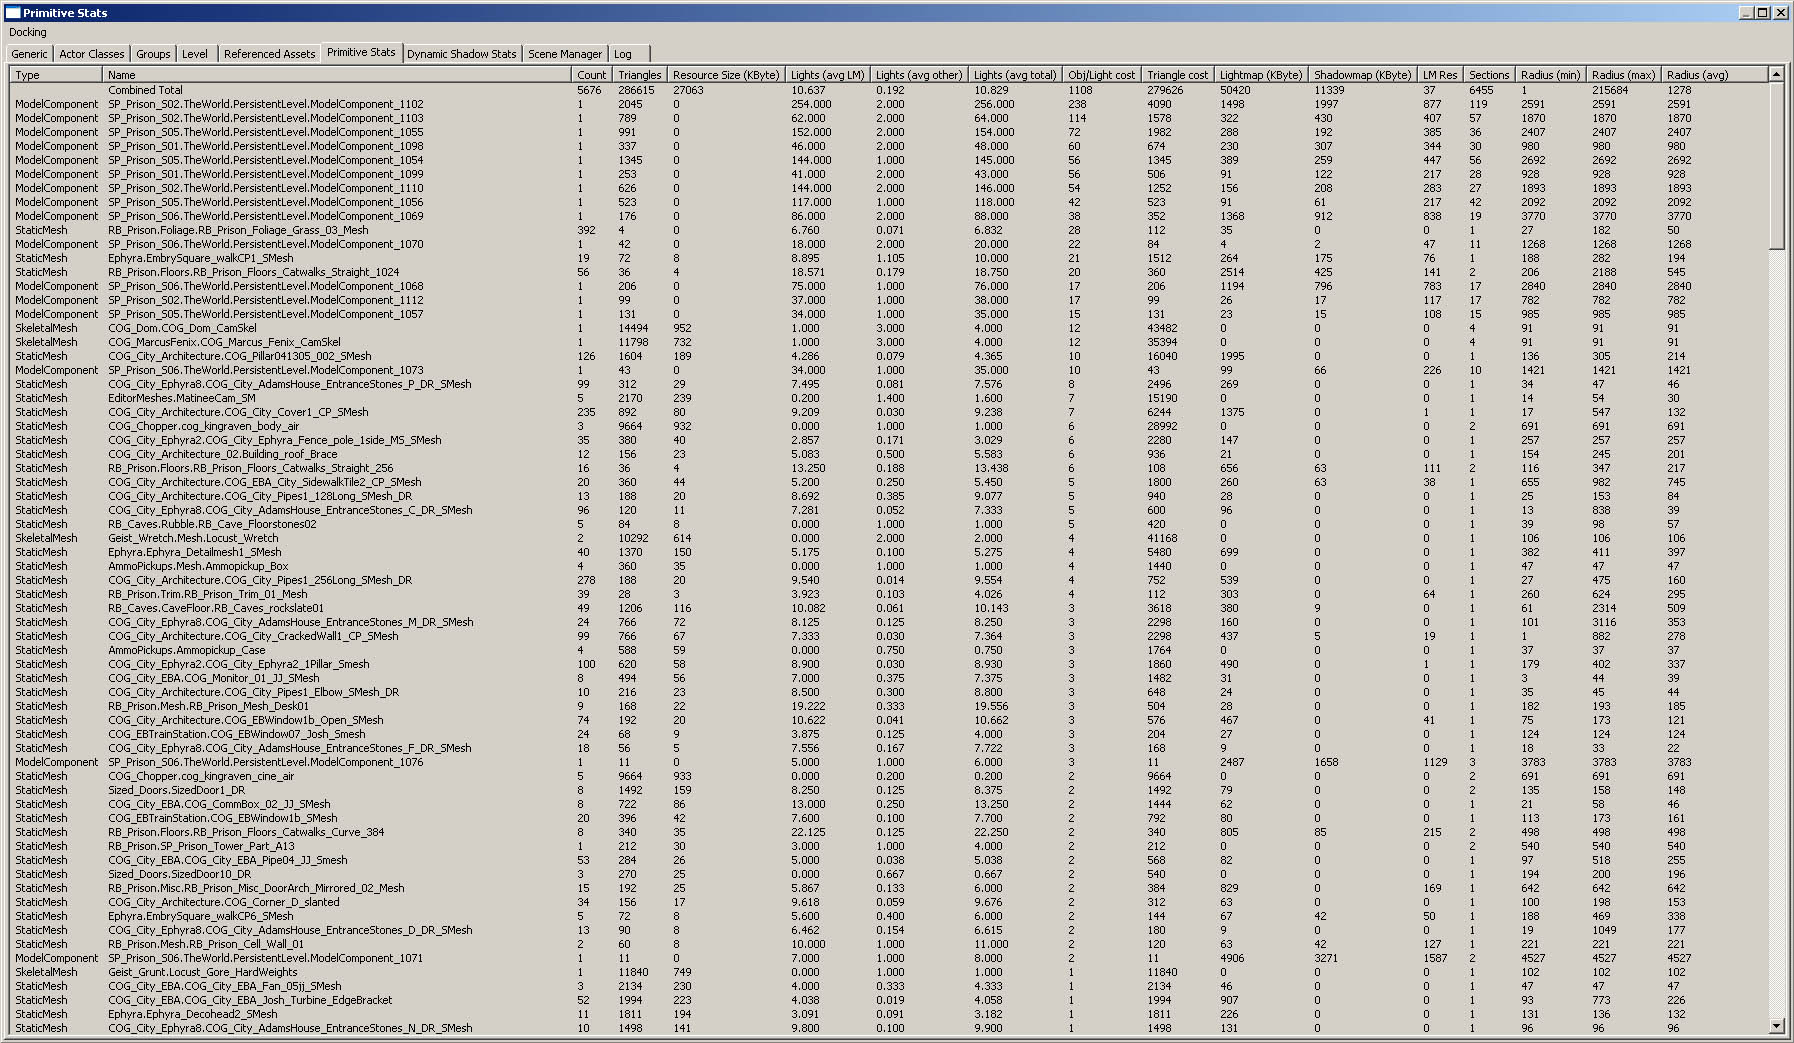 Primitive Stats
Docking
Generic Actor Classes Groups Level Referenced Assets Primitive Stats Dynamic Shadow Stats Scene Manager Log
Type Name Count Triangles Resource Size (KByte) Lights (avg LM) Lights (avg other) Lights (avg total) Obj/Light cost Triangle cost Lightmap (KByte) Shadowmap (KByte) LM Res Sections Radius (min) Radius (max) Radius (avg)
Combined Total 5676 286615 27063 10.637 0.192 10.829 1108 279626 50420 11339 37 6455 1 215684 1278
ModelComponent SP_Prison_S02.TheWorld.PersistentLevel.ModelComponent_1102 1 2045 0 254.000 2.000 256.000 238 4090 1498 1997 877 119 2591 2591 2591
ModelComponent SP_Prison_S02.TheWorld.PersistentLevel.ModelComponent_1103 1 789 0 62.000 2.000 64.000 114 1578 322 430 407 57 1870 1870 1870
ModelComponent SP_Prison_S05.TheWorld.PersistentLevel.ModelComponent_1055 1 991 0 152.000 2.000 154.000 72 1982 288 192 385 36 2407 2407 2407
ModelComponent SP_Prison_S01.TheWorld.PersistentLevel.ModelComponent_1098 1 337 0 46.000 2.000 48.000 60 674 230 307 344 30 980 980 980
ModelComponent SP_Prison_S05.TheWorld.PersistentLevel.ModelComponent_1054 1 1345 0 144.000 1.000 145.000 56 1345 389 259 447 56 2692 2692 2692
ModelComponent SP_Prison_S01.TheWorld.PersistentLevel.ModelComponent_1099 1 253 0 41.000 2.000 43.000 56 506 91 122 217 28 928 928 928
ModelComponent SP_Prison_S02.TheWorld.PersistentLevel.ModelComponent_1110 1 626 0 144.000 2.000 146.000 54 1252 156 208 283 27 1893 1893 1893
ModelComponent SP_Prison_S05.TheWorld.PersistentLevel.ModelComponent_1056 1 523 0 117.000 1.000 118.000 42 523 91 61 217 42 2092 2092 2092
ModelComponent SP_Prison_S06.TheWorld.PersistentLevel.ModelComponent_1069 1 176 0 86.000 2.000 88.000 38 352 1368 912 838 19 3770 3770 3770
StaticMesh RB_Prison.Foliage.RB_Prison_Foliage_Grass_03_Mesh 392 4 0 6.760 0.071 6.832 28 112 35 0 0 1 27 182 50
ModelComponent SP_Prison_S06.TheWorld.PersistentLevel.ModelComponent_1070 1 42 0 18.000 2.000 20.000 22 84 4 2 47 11 1268 1268 1268
StaticMesh Ephyra.EmbrySquare_walkCP1_SMesh 19 72 8 8.895 1.105 10.000 21 1512 264 175 76 1 188 282 194
StaticMesh RB_Prison.Floors.RB_Prison_Floors_Catwalks_Straight_1024 56 36 4 18.571 0.179 18.750 20 360 2514 425 141 2 206 2188 545
ModelComponent SP_Prison_S06.TheWorld.PersistentLevel.ModelComponent_1068 1 206 0 75.000 1.000 76.000 17 206 1194 796 783 17 2840 2840 2840
ModelComponent SP_Prison_S02.TheWorld.PersistentLevel.ModelComponent_1112 1 99 0 37.000 1.000 38.000 17 99 26 17 117 17 782 782 782
ModelComponent SP_Prison_S05.TheWorld.PersistentLevel.ModelComponent_1057 1 131 0 34.000 1.000 35.000 15 131 23 15 108 15 985 985 985
SkeletalMesh COG_Dom.COG_Dom_CamSkel 1 14494 952 1.000 3.000 4.000 12 43482 0 0 0 4 91 91 91
SkeletalMesh COG_MarcusFenix.COG_Marcus_Fenix_CamSkel 1 11798 732 1.000 3.000 4.000 12 35394 0 0 0 4 91 91 91
StaticMesh COG_City_Architecture.COG_Pillar041305_002_SMesh 126 1604 189 4.286 0.079 4.365 10 16040 1995 0 0 1 136 305 214
ModelComponent SP_Prison_S06.TheWorld.PersistentLevel.ModelComponent_1073 1 43 0 34.000 1.000 35.000 10 43 99 66 226 10 1421 1421 1421
StaticMesh COG_City_Ephyra8.COG_City_AdamsHouse_EntranceStones_P_DR_SMesh 99 312 29 7.495 0.081 7.576 8 2496 269 0 0 1 34 47 46
StaticMesh EditorMeshes.MatineeCam_SM 5 2170 239 0.200 1.400 1.600 7 15190 0 0 0 1 14 54 30
StaticMesh COG_City_Architecture.COG_City_Cover1_CP_SMesh 235 892 80 9.209 0.030 9.238 7 6244 1375 0 1 1 17 547 132
StaticMesh COG_Chopper.cog_kingraven_body_air 3 9664 932 0.000 1.000 1.000 6 28992 0 0 0 2 691 691 691
StaticMesh COG_City_Ephyra2.COG_City_Ephyra_Fence_pole_1side_MS_SMesh 35 380 40 2.857 0.171 3.029 6 2280 147 0 0 1 257 257 257
StaticMesh COG_City_Architecture_02.Building_roof_Brace 12 156 23 5.083 0.500 5.583 6 936 21 0 0 1 154 245 201
StaticMesh RB_Prison.Floors.RB_Prison_Floors_Catwalks_Straight_256 16 36 4 13.250 0.188 13.438 6 108 656 63 111 2 116 347 217
StaticMesh COG_City_Architecture.COG_EBA_City_SidewalkTile2_CP_SMesh 20 360 44 5.200 0.250 5.450 5 1800 260 63 38 1 655 982 745
StaticMesh COG_City_Architecture.COG_City_Pipes1_128Long_SMesh_DR 13 188 20 8.692 0.385 9.077 5 940 28 0 0 1 25 153 84
StaticMesh COG_City_Ephyra8.COG_City_AdamsHouse_EntranceStones_C_DR_SMesh 96 120 11 7.281 0.052 7.333 5 600 96 0 0 1 13 838 39
StaticMesh RB_Caves.Rubble.RB_Cave_Floorstones02 5 84 8 0.000 1.000 1.000 5 420 0 0 0 1 39 98 57
SkeletalMesh Geist_Wretch.Mesh.Locust_Wretch 2 10292 614 0.000 2.000 2.000 4 41168 0 0 0 1 106 106 106
StaticMesh Ephyra.Ephyra_Detailmesh1_SMesh 40 1370 150 5.175 0.100 5.275 4 5480 699 0 0 1 382 411 397
StaticMesh AmmoPickups.Mesh.Ammopickup_Box 4 360 35 0.000 1.000 1.000 4 1440 0 0 0 1 47 47 47
StaticMesh COG_City_Architecture.COG_City_Pipes1_256Long_SMesh_DR 278 188 20 9.540 0.014 9.554 4 752 539 0 0 1 27 475 160
StaticMesh RB_Prison.Trim.RB_Prison_Trim_01_Mesh 39 28 3 3.923 0.103 4.026 4 112 303 0 64 1 260 624 295
StaticMesh RB_Caves.CaveFloor.RB_Caves_rockslate01 49 1206 116 10.082 0.061 10.143 3 3618 380 9 0 1 61 2314 509
StaticMesh COG_City_Ephyra8.COG_City_AdamsHouse_EntranceStones_M_DR_SMesh 24 766 72 8.125 0.125 8.250 3 2298 160 0 0 1 101 3116 353
StaticMesh COG_City_Architecture.COG_City_CrackedWall1_CP_SMesh 99 766 67 7.333 0.030 7.364 3 2298 437 5 19 1 1 882 278
StaticMesh AmmoPickups.Ammopickup_Case 4 588 59 0.000 0.750 0.750 3 1764 0 0 0 1 37 37 37
StaticMesh COG_City_Ephyra2.COG_City_Ephyra2_1Pillar_Smesh 100 620 58 8.900 0.030 8.930 3 1860 490 0 1 1 179 402 337
StaticMesh COG_City_EBA.COG_Monitor_01_JJ_SMesh 8 494 56 7.000 0.375 7.375 3 1482 31 0 0 1 3 44 39
StaticMesh COG_City_Architecture.COG_City_Pipes1_Elbow_SMesh_DR 10 216 23 8.500 0.300 8.800 3 648 24 0 0 1 35 45 44
StaticMesh RB_Prison.Mesh.RB_Prison_Mesh_Desk01 9 168 22 19.222 0.333 19.556 3 504 28 0 0 1 182 193 185
StaticMesh COG_City_Architecture.COG_EBWindow1b_Open_SMesh 74 192 20 10.622 0.041 10.662 3 576 467 0 41 1 75 173 121
StaticMesh COG_EBTrainStation.COG_EBWindow07_Josh_Smesh 24 68 9 3.875 0.125 4.000 3 204 27 0 0 1 124 124 124
StaticMesh COG_City_Ephyra8.COG_City_AdamsHouse_EntranceStones_F_DR_SMesh 18 56 5 7.556 0.167 7.722 3 168 9 0 0 1 18 33 22
ModelComponent SP_Prison_S06.TheWorld.PersistentLevel.ModelComponent_1076 1 11 0 5.000 1.000 6.000 3 11 2487 1658 1129 3 3783 3783 3783
StaticMesh COG_Chopper.cog_kingraven_cine_air 5 9664 933 0.000 0.200 0.200 2 9664 0 0 0 2 691 691 691
StaticMesh Sized_Doors.SizedDoor1_DR 8 1492 159 8.250 0.125 8.375 2 1492 79 0 0 2 135 158 148
StaticMesh COG_City_EBA.COG_CommBox_02_JJ_SMesh 8 722 86 13.000 0.250 13.250 2 1444 62 0 0 1 21 58 46
StaticMesh COG_EBTrainStation.COG_EBWindow1b_SMesh 20 396 42 7.600 0.100 7.700 2 792 80 0 0 1 113 173 161
StaticMesh RB_Prison.Floors.RB_Prison_Floors_Catwalks_Curve_384 8 340 35 22.125 0.125 22.250 2 340 805 85 215 2 498 498 498
StaticMesh RB_Prison.SP_Prison_Tower_Part_A13 1 212 30 3.000 1.000 4.000 2 212 0 0 0 2 540 540 540
StaticMesh COG_City_EBA.COG_City_EBA_Pipe04_JJ_Smesh 53 284 26 5.000 0.038 5.038 2 568 82 0 0 1 97 518 255
StaticMesh Sized_Doors.SizedDoor10_DR 3 270 25 0.000 0.667 0.667 2 540 0 0 0 1 194 200 196
StaticMesh RB_Prison.Misc.RB_Prison_Misc_DoorArch_Mirrored_02_Mesh 15 192 25 5.867 0.133 6.000 2 384 829 0 169 1 642 642 642
StaticMesh COG_City_Architecture.COG_Corner_D_slanted 34 156 17 9.618 0.059 9.676 2 312 63 0 0 1 100 198 153
StaticMesh Ephyra.EmbrySquare_walkCP6_SMesh 5 72 8 5.600 0.400 6.000 2 144 67 42 50 1 188 469 338
StaticMesh COG_City_Ephyra8.COG_City_AdamsHouse_EntranceStones_D_DR_SMesh 13 90 8 6.462 0.154 6.615 2 180 9 0 0 1 19 1049 177
StaticMesh RB_Prison.Mesh.RB_Prison_Cell_Wall_01 2 60 8 10.000 1.000 11.000 2 120 63 42 127 1 221 221 221
ModelComponent SP_Prison_S06.TheWorld.PersistentLevel.ModelComponent_1071 1 11 0 7.000 1.000 8.000 2 11 4906 3271 1587 2 4527 4527 4527
SkeletalMesh Geist_Grunt.Locust_Gore_HardWeights 1 11840 749 0.000 1.000 1.000 1 11840 0 0 0 1 102 102 102
StaticMesh COG_City_EBA.COG_City_EBA_Fan_05jj_SMesh 3 2134 230 4.000 0.333 4.333 1 2134 46 0 0 1 47 47 47
StaticMesh COG_City_EBA.COG_City_EBA_Josh_Turbine_EdgeBracket 52 1994 223 4.038 0.019 4.058 1 1994 907 0 0 1 93 773 226
StaticMesh Ephyra.Ephyra_Decohead2_SMesh 11 1811 194 3.091 0.091 3.182 1 1811 226 0 0 1 131 136 132
StaticMesh COG_City_Ephyra8.COG_City_AdamsHouse_EntranceStones_N_DR_SMesh 10 1498 141 9.800 0.100 9.900 1 1498 131 0 0 1 96 96 96